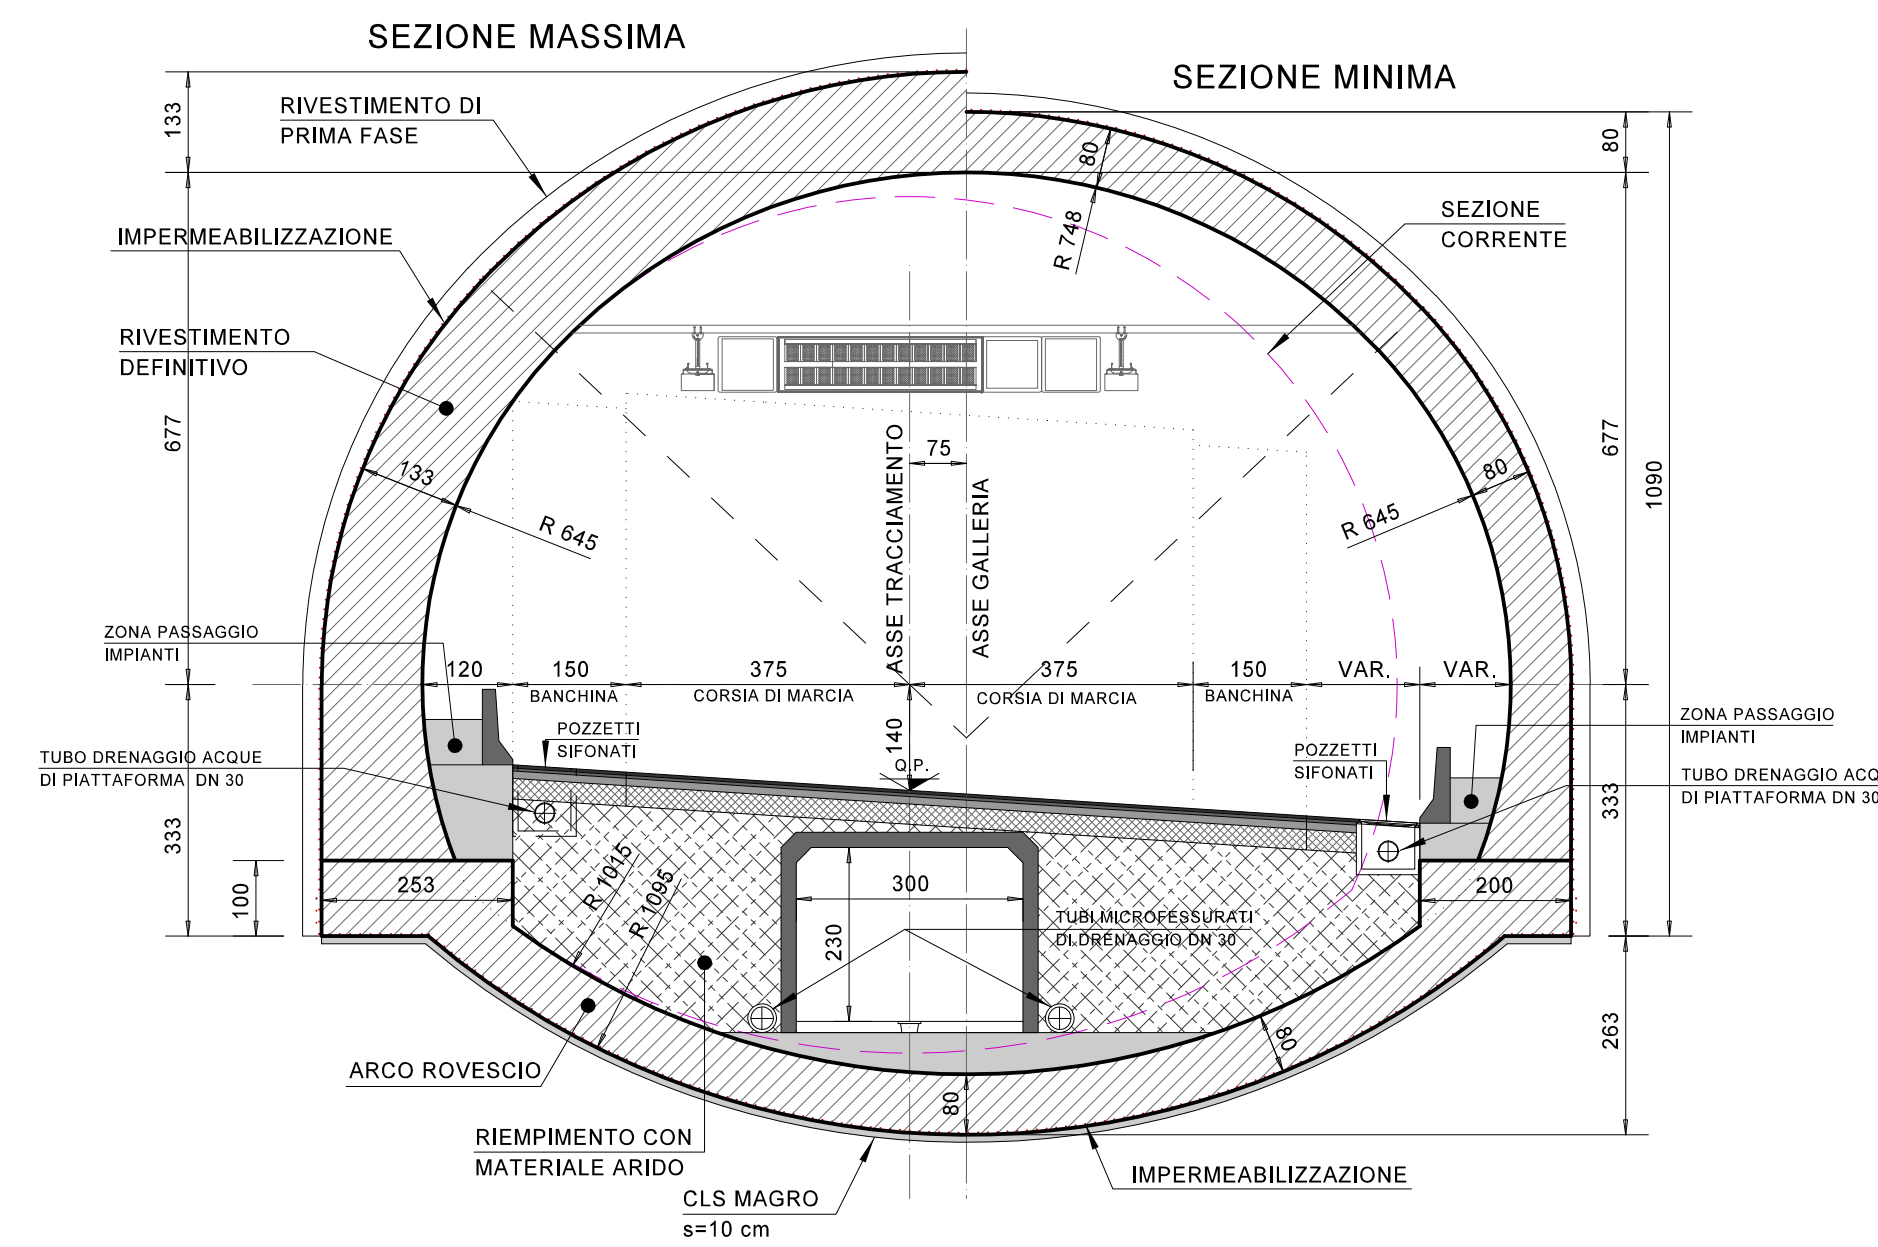 SEZIONE MASSIMA
SEZIONE MINIMA
133
RIVESTIMENTO DI
PRIMA FASE
80
80
IMPERMEABILIZZAZIONE
R 748
SEZIONE
CORRENTE
RIVESTIMENTO
DEFINITIVO
677
677
1090
75
ASSE TRACCIAMENTO
ASSE GALLERIA
133
R 645
80
R 645
ZONA PASSAGGIO
IMPIANTI
120
150
375
375
150
VAR.
VAR.
BANCHINA
CORSIA DI MARCIA
CORSIA DI MARCIA
BANCHINA
ZONA PASSAGGIO
IMPIANTI
POZZETTI
SIFONATI
140
Q.P.
POZZETTI
SIFONATI
TUBO DRENAGGIO ACQUE
DI PIATTAFORMA DN 30
TUBO DRENAGGIO ACQ
DI PIATTAFORMA DN 30
333
333
100
253
R 1015
R 1095
300
230
200
TUBI MICROFESSURATI
DI DRENAGGIO DN 30
263
80
80
ARCO ROVESCIO
RIEMPIMENTO CON
MATERIALE ARIDO
CLS MAGRO
s=10 cm
IMPERMEABILIZZAZIONE